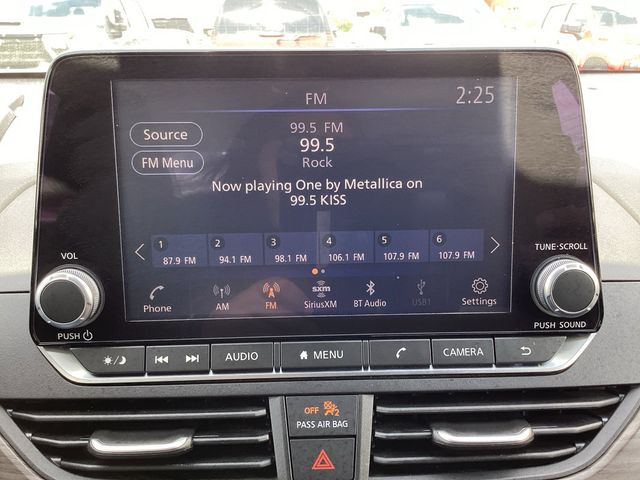 FM
2:25
Source
FM Menu
99.5 FM
99.5
Rock
Now playing One by Metallica on
99.5 KISS
1 2 3 4 5 6
87.9 FM 94.1 FM 98.1 FM 106.1 FM 107.9 FM 107.9 FM
Phone AM FM sxm SiriusXM BT Audio USB1 Settings
VOL
PUSH
TUNE·SCROLL
PUSH SOUND
AUDIO MENU CAMERA
OFF 2
PASS AIR BAG